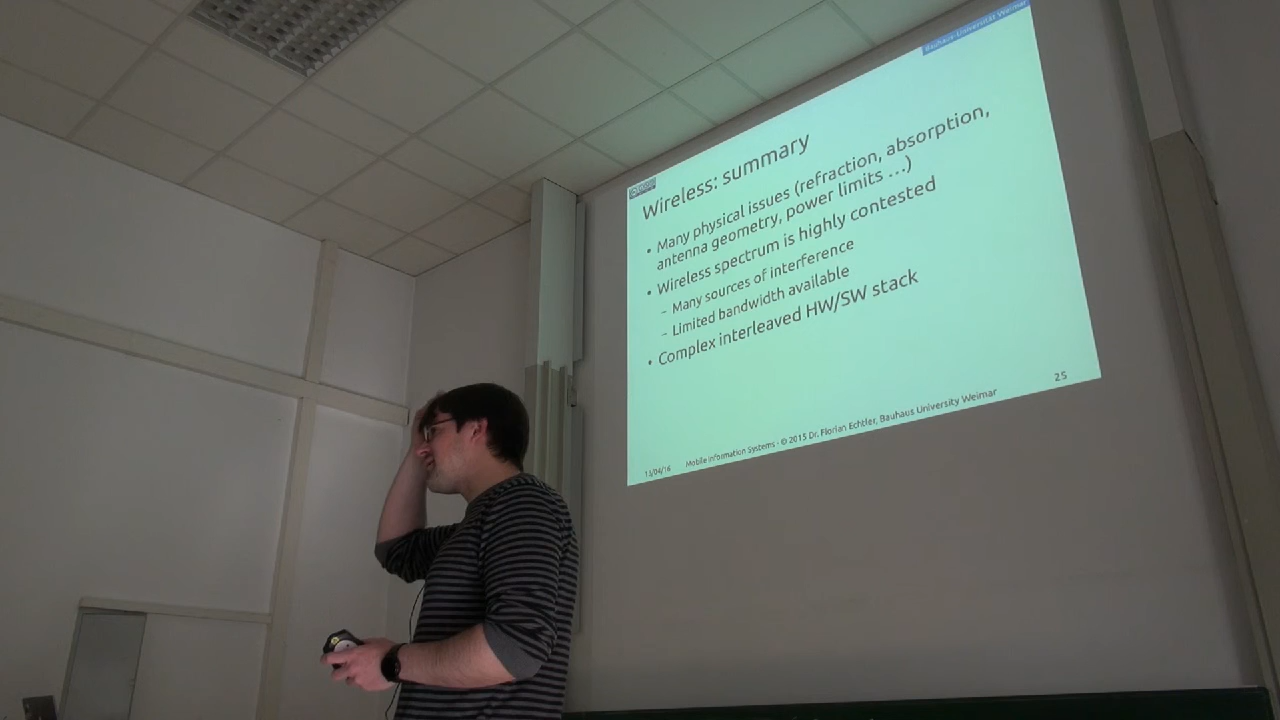 Bauhaus-Universität Weimar
Wireless: summary
• Many physical issues (refraction, absorption,
antenna geometry, power limits ...)
• Wireless spectrum is highly contested
– Many sources of interference
– Limited bandwidth available
• Complex interleaved HW/SW stack
13/04/16
Mobile Information Systems - © 2015 Dr. Florian Echtler, Bauhaus University Weimar
25